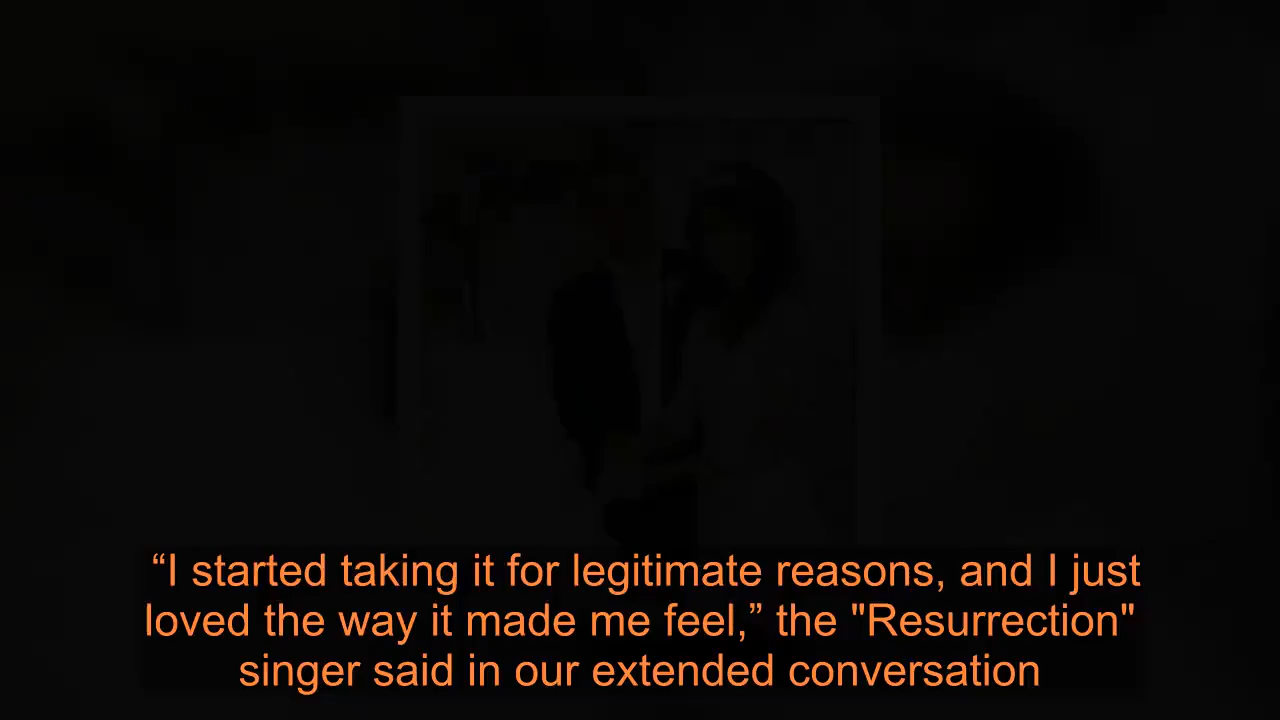 “I started taking it for legitimate reasons, and I just
loved the way it made me feel,” the "Resurrection"
singer said in our extended conversation